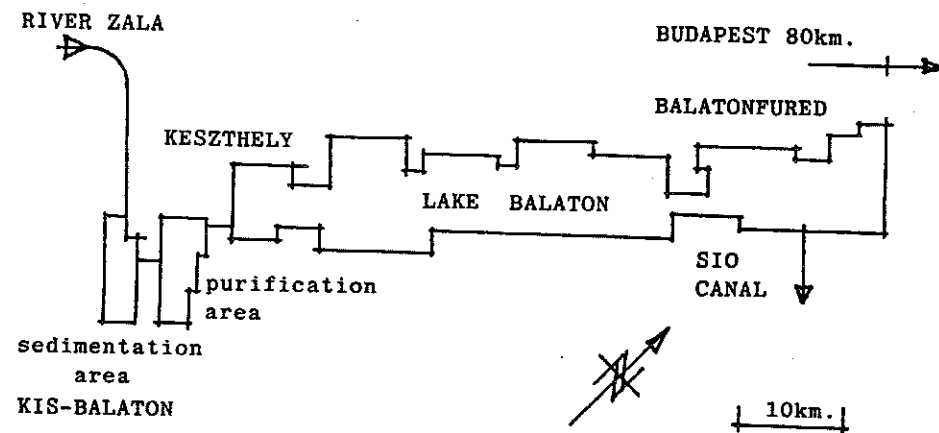 RIVER ZALA
BUDAPEST 80km.
BALATONFURED
KESZTHELY
LAKE BALATON
SIO
CANAL
purification
area
sedimentation
area
KIS-BALATON
N
10km.